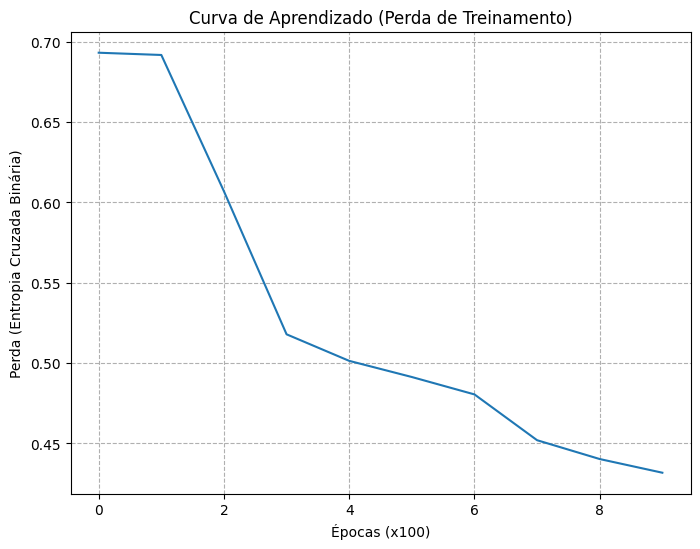 Curva de Aprendizado (Perda de Treinamento)
0.70
0.65
0.60
0.55
0.50
0.45
Perda (Entropia Cruzada Binária)
0 2 4 6 8
Épocas (x100)